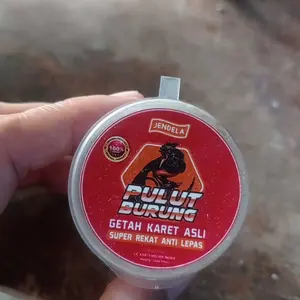 JENDELA
100%
PULUT
BURUNG
GETAH KARET ASLI
SUPER REKAT ANTI LEPAS